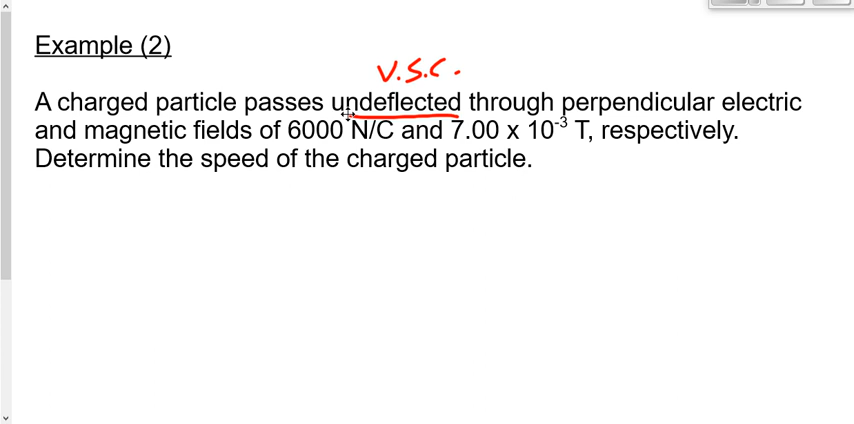 Example (2)
V.S.C.
A charged particle passes undeflected through perpendicular electric
and magnetic fields of 6000 N/C and 7.00 x 10⁻³ T, respectively.
Determine the speed of the charged particle.